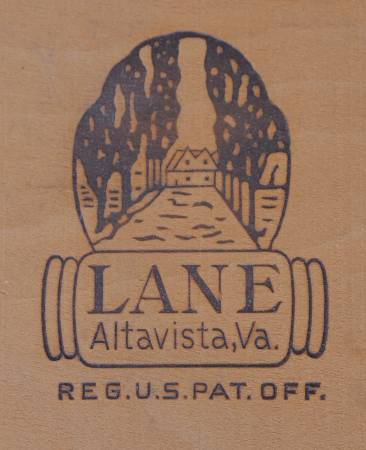 LANE
Altavista, Va.
REG. U.S. PAT. OFF.